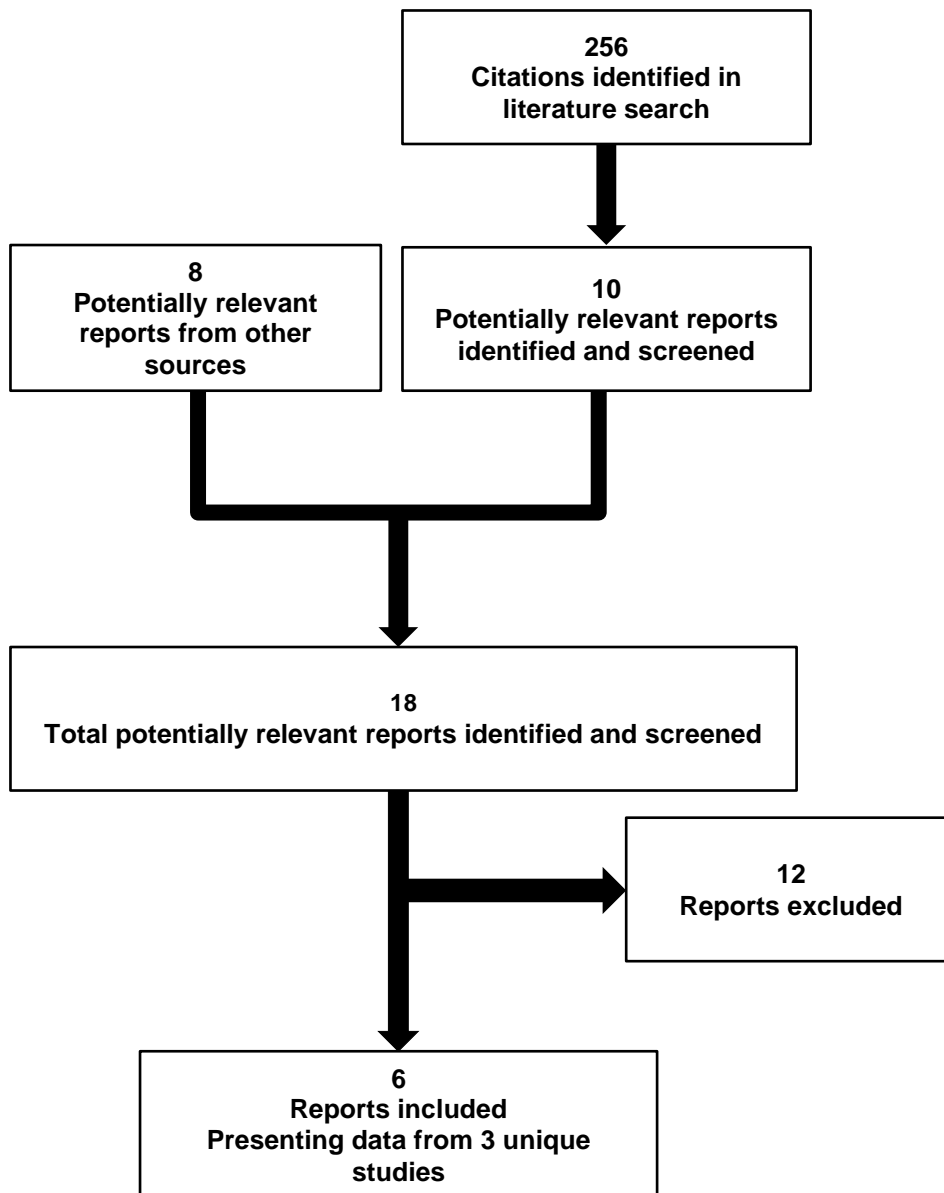 256
Citations identified in
literature search
8
Potentially relevant
reports from other
sources
10
Potentially relevant reports
identified and screened
18
Total potentially relevant reports identified and screened
12
Reports excluded
6
Reports included
Presenting data from 3 unique
studies